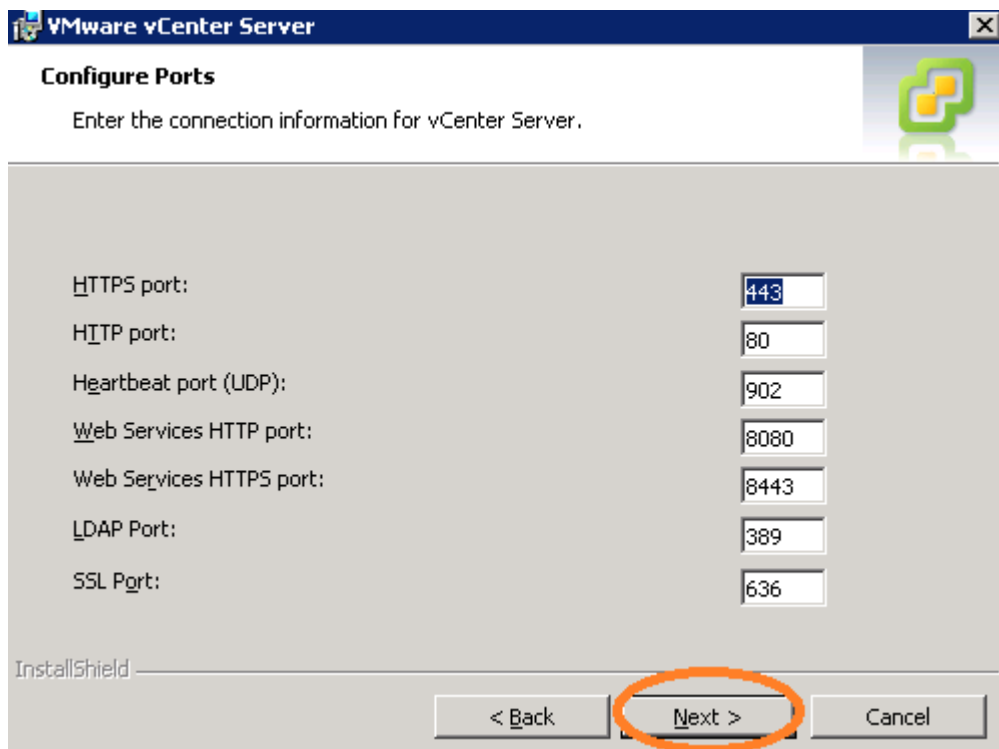 VMware vCenter Server
Configure Ports
Enter the connection information for vCenter Server.
HTTPS port: 443
HTTP port: 80
Heartbeat port (UDP): 902
Web Services HTTP port: 8080
Web Services HTTPS port: 8443
LDAP Port: 389
SSL Port: 636
InstallShield
< Back Next > Cancel